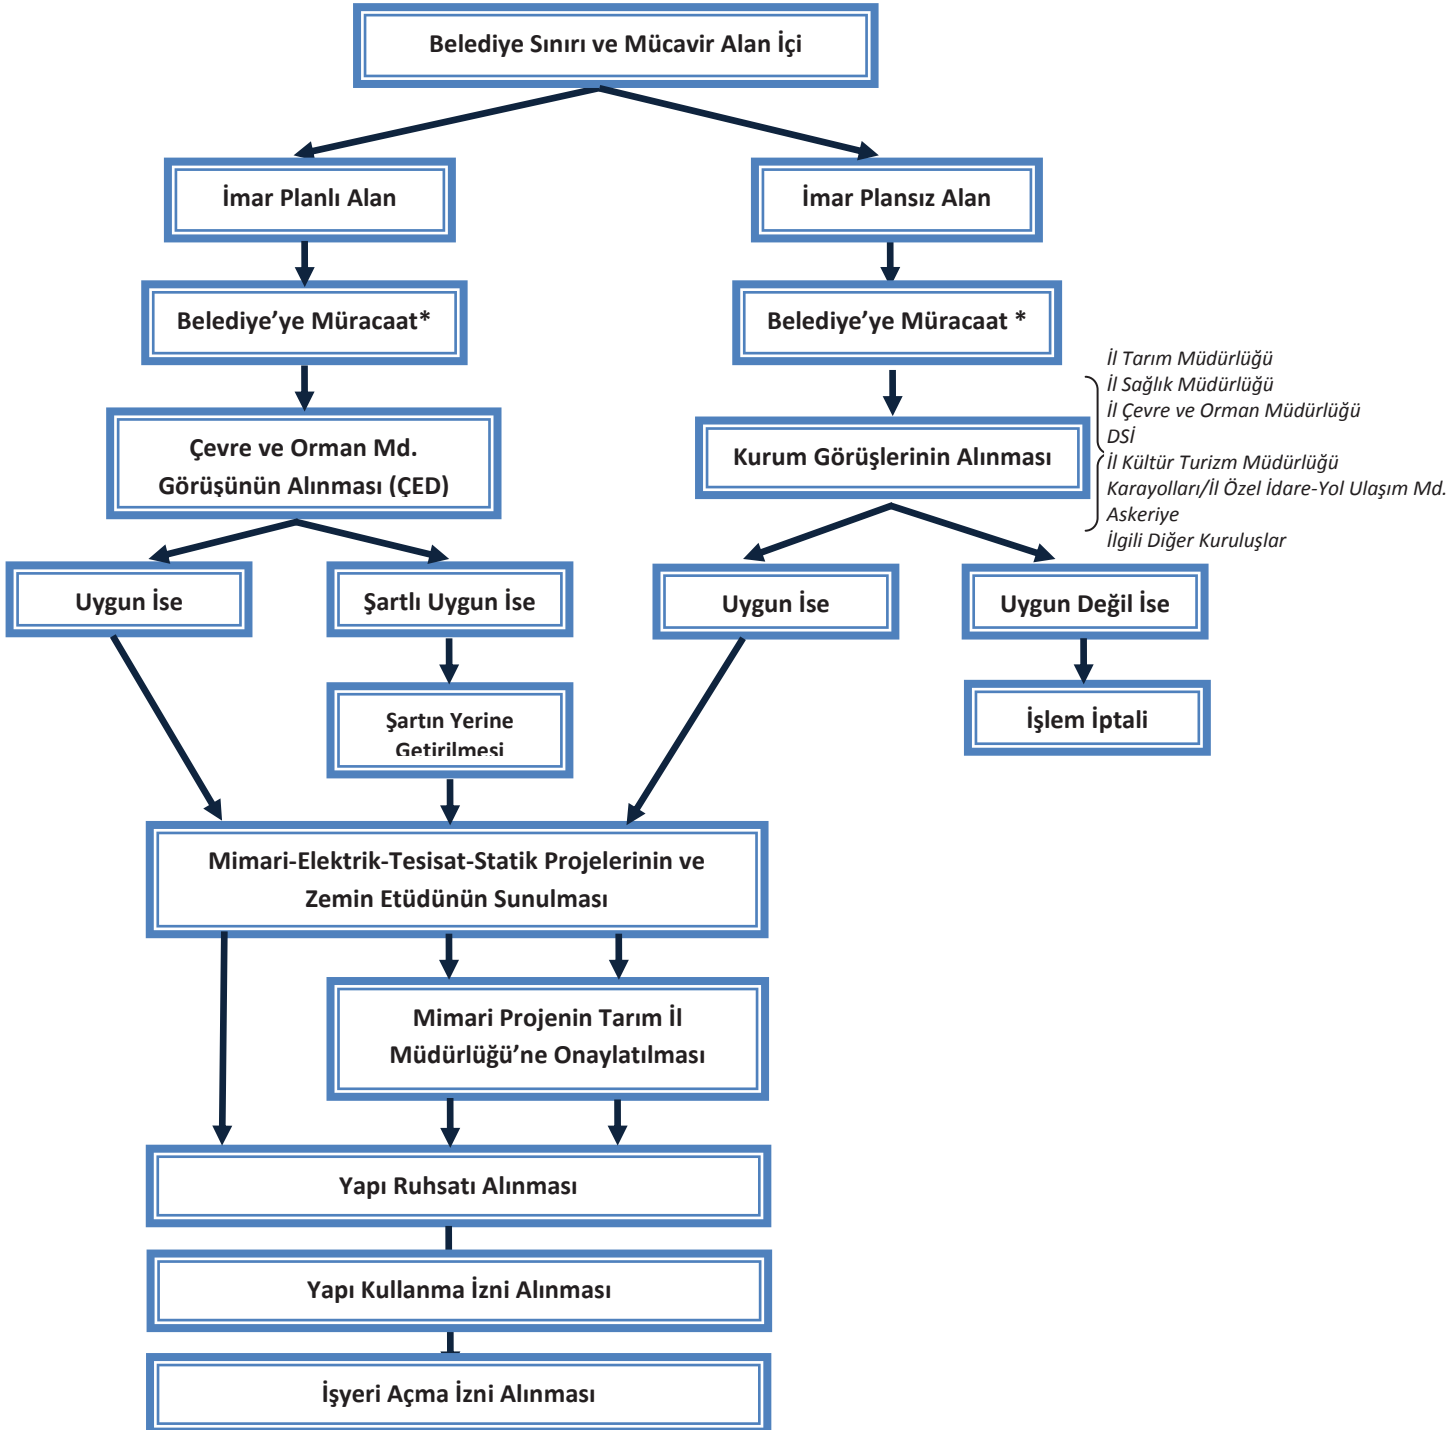 Belediye Sınırı ve Mücavir Alan İçi
İmar Planlı Alan
İmar Plansız Alan
Belediye’ye Müracaat*
Belediye’ye Müracaat *
İl Tarım Müdürlüğü
İl Sağlık Müdürlüğü
İl Çevre ve Orman Müdürlüğü
DSİ
İl Kültür Turizm Müdürlüğü
Karayolları/İl Özel İdare-Yol Ulaşım Md.
Askeriye
İlgili Diğer Kuruluşlar
Çevre ve Orman Md.
Görüşünün Alınması (ÇED)
Kurum Görüşlerinin Alınması
Uygun İse
Şartlı Uygun İse
Uygun İse
Uygun Değil İse
Şartın Yerine
Getirilmesi
İşlem İptali
Mimari-Elektrik-Tesisat-Statik Projelerinin ve
Zemin Etüdünün Sunulması
Mimari Projenin Tarım İl
Müdürlüğü’ne Onaylatılması
Yapı Ruhsatı Alınması
Yapı Kullanma İzni Alınması
İşyeri Açma İzni Alınması